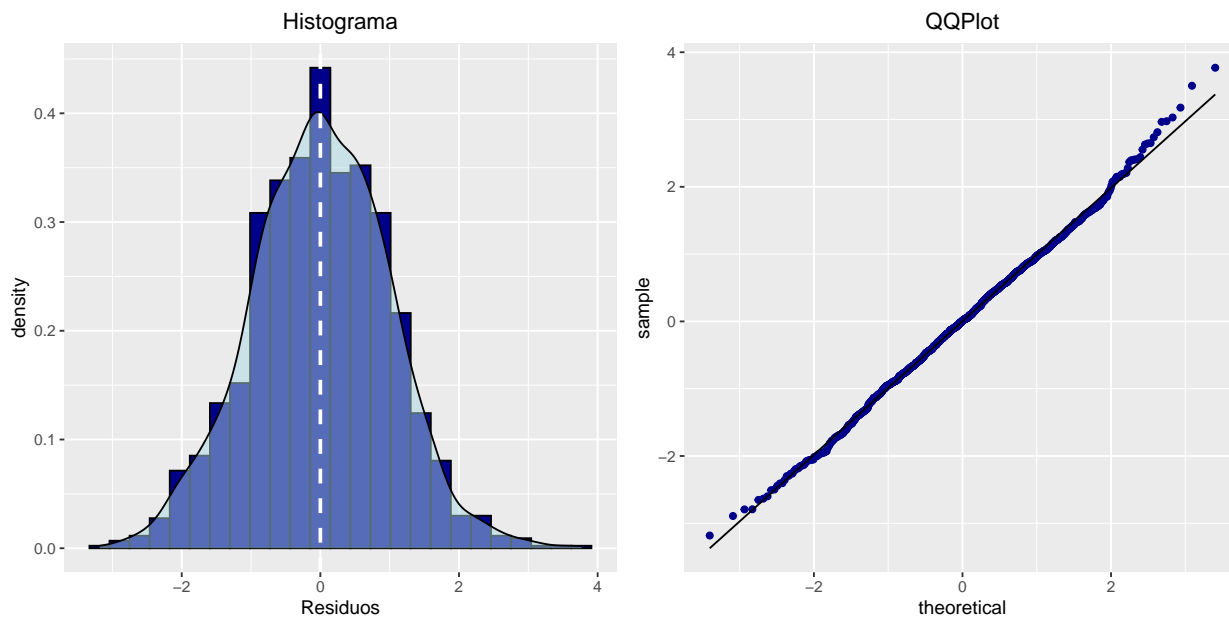 Histograma
density
0.4
0.3
0.2
0.1
0.0
−2
0
2
4
Residuos
QQPlot
sample
4
2
0
−2
−2
0
2
theoretical